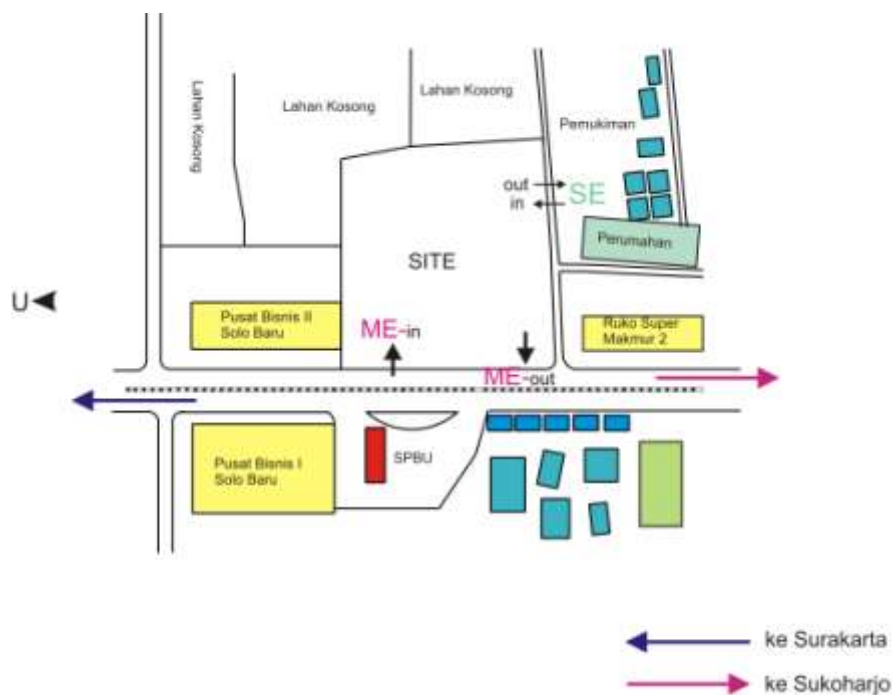 Lahan Kosong
Lahan Kosong
Lahan Kosong
Pemukiman
out
in
SE
Perumahan
SITE
U
Pusat Bisnis II
Solo Baru
ME-in
Ruko Super
Makmur 2
ME-out
Pusat Bisnis I
Solo Baru
SPBU
ke Surakarta
ke Sukoharjo